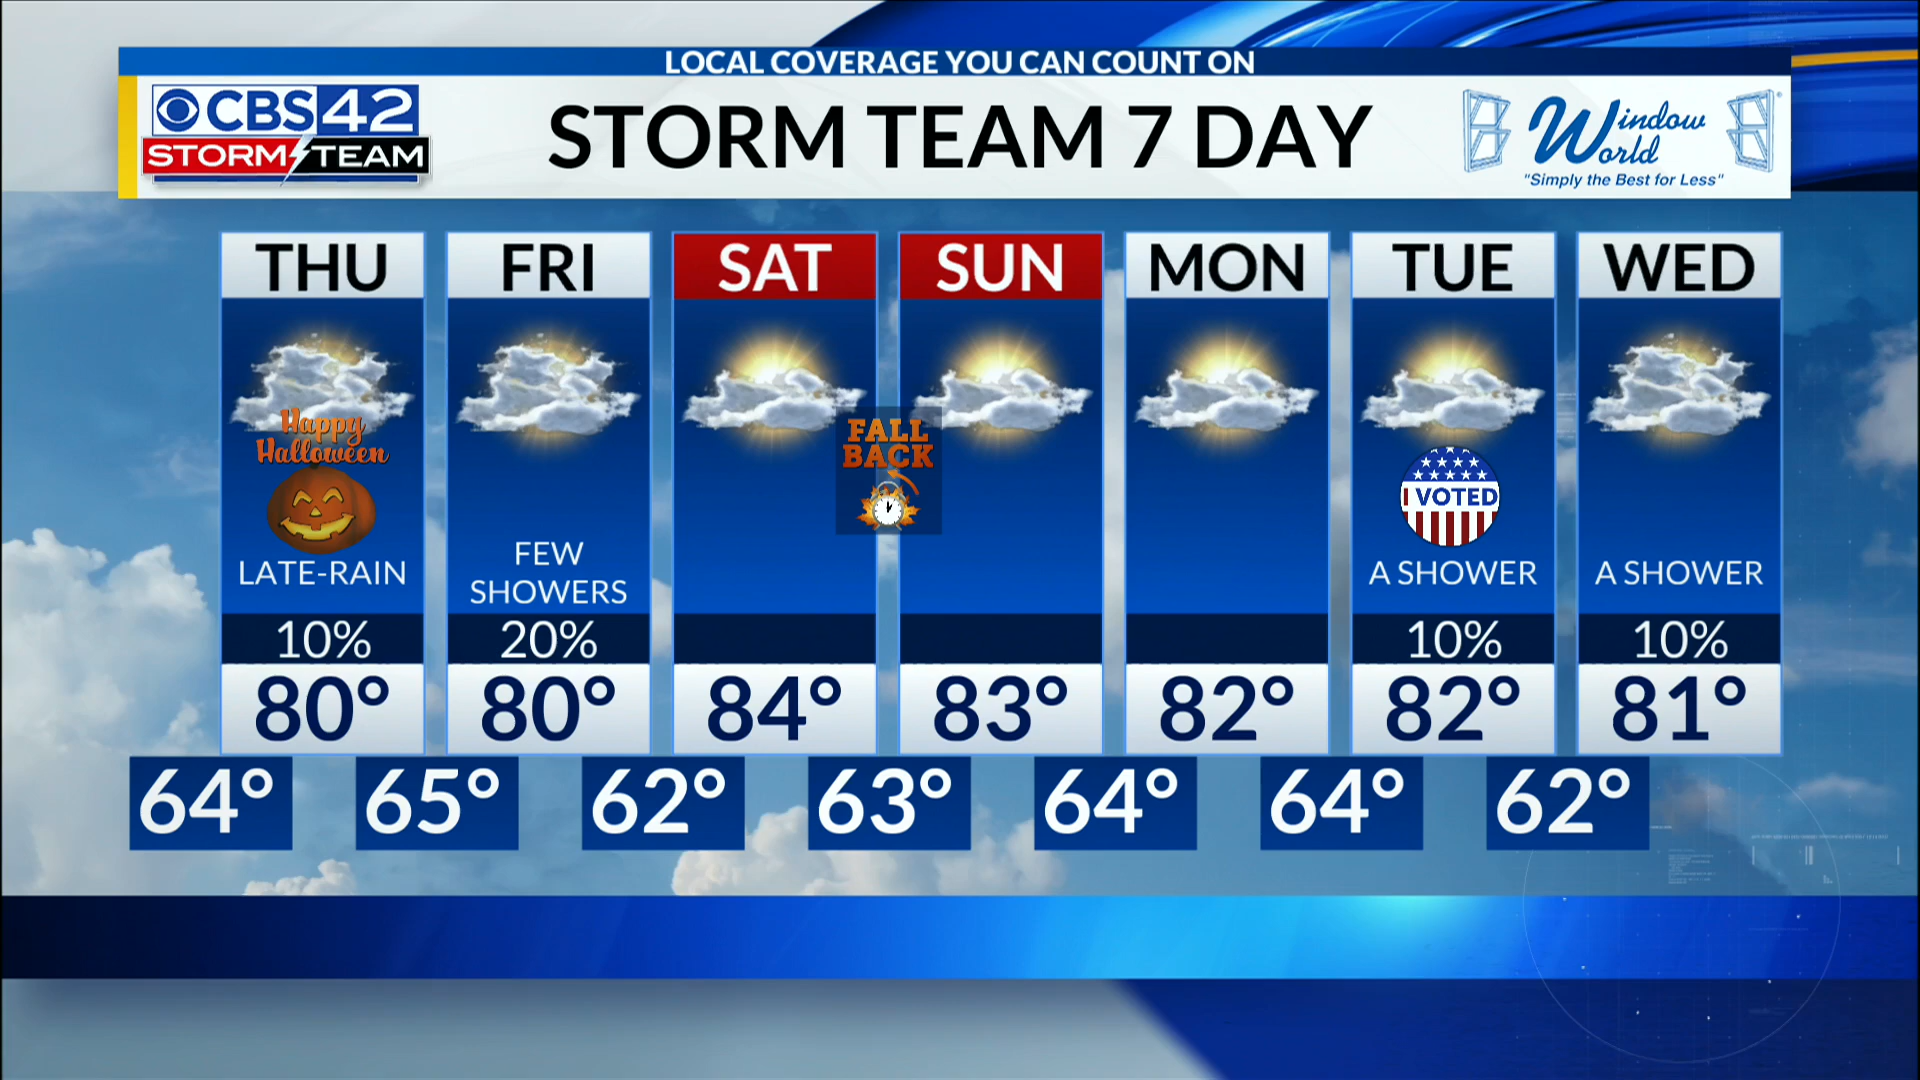 LOCAL COVERAGE YOU CAN COUNT ON
CBS 42
STORM TEAM
STORM TEAM 7 DAY
Window
World
"Simply the Best for Less"
THU FRI SAT SUN MON TUE WED
Happy
Halloween
FALL
BACK
I VOTED
LATE-RAIN
FEW
SHOWERS
A SHOWER
A SHOWER
10% 20% 10% 10%
80° 80° 84° 83° 82° 82° 81°
64° 65° 62° 63° 64° 64° 62°